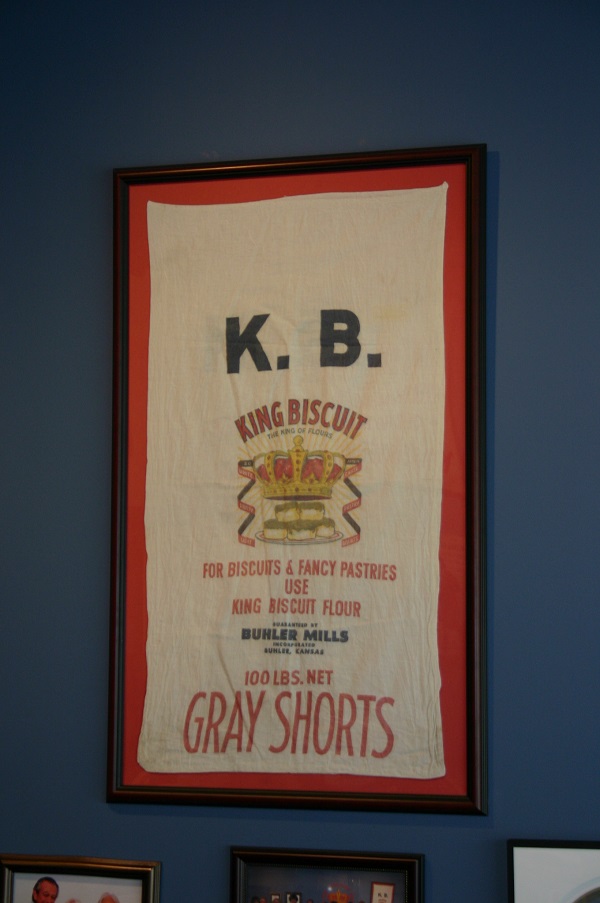 K. B.
KING BISCUIT
THE KING OF FLOURS
FOR BISCUITS & FANCY PASTRIES
USE
KING BISCUIT FLOUR
GUARANTEED BY
BUHLER MILLS
INCORPORATED
BUHLER, KANSAS
100 LBS. NET
GRAY SHORTS